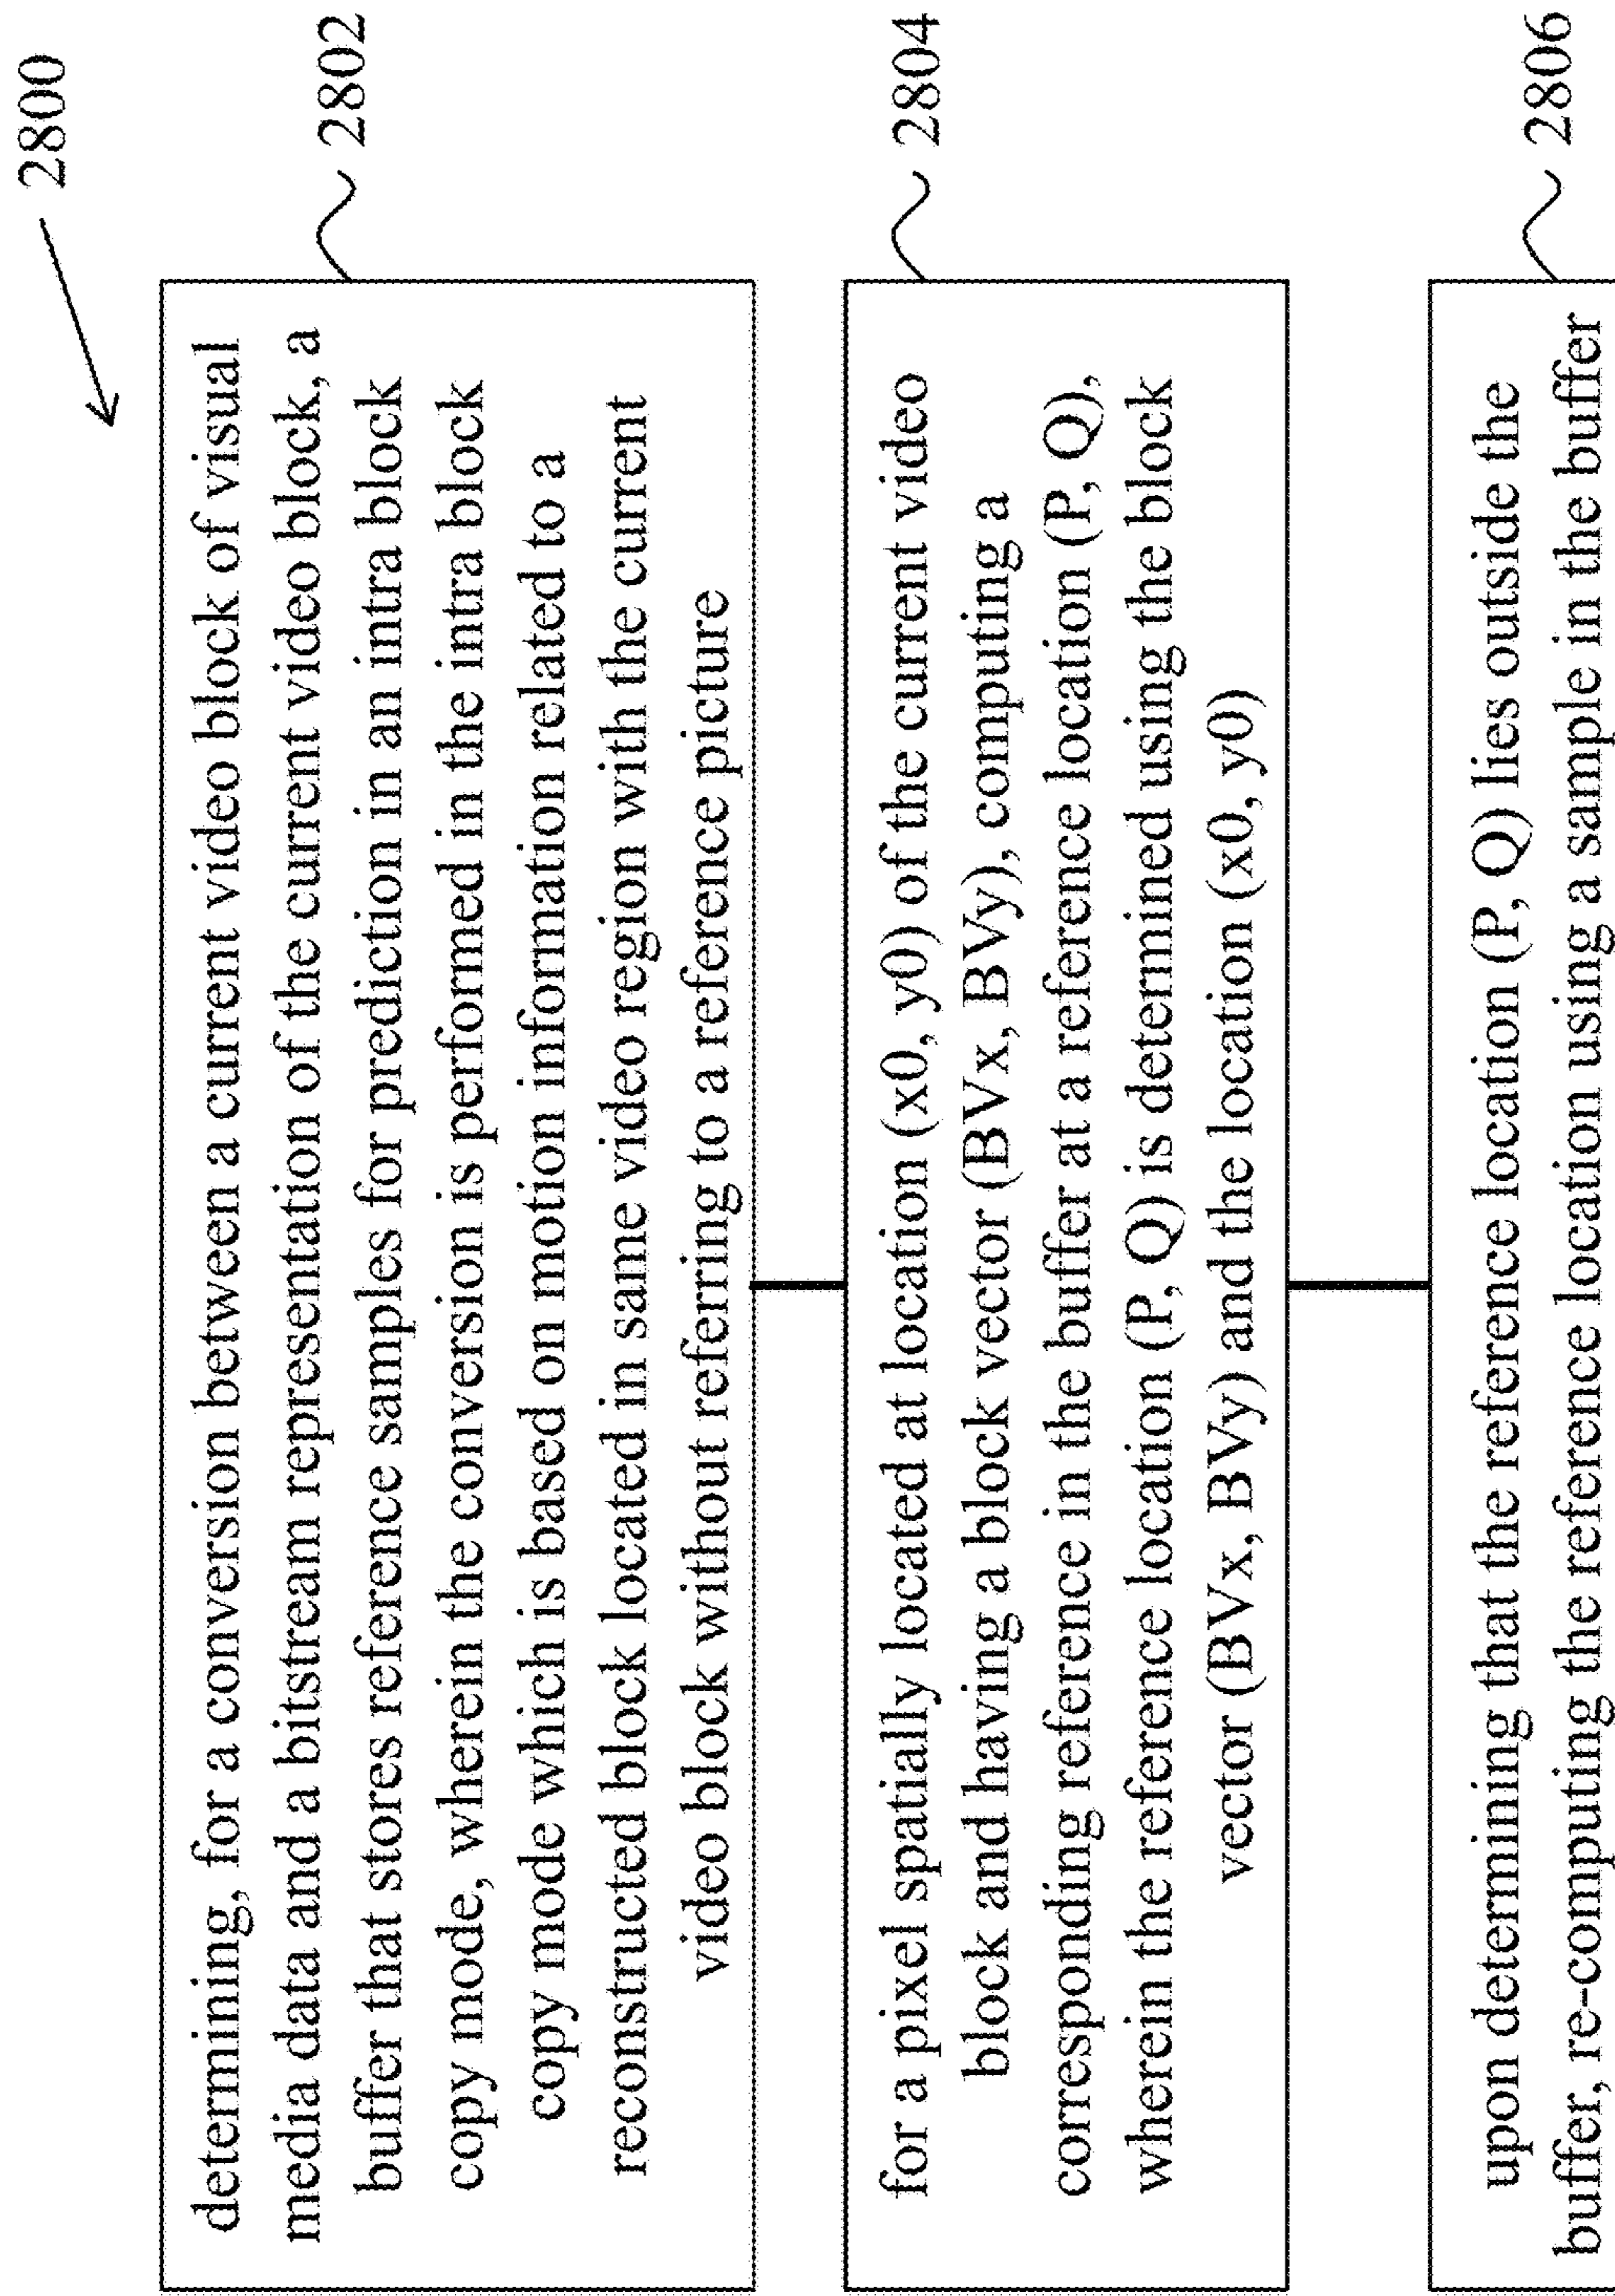 2800
determining, for a conversion between a current video block of visual
media data and a bitstream representation of the current video block, a
buffer that stores reference samples for prediction in an intra block
copy mode, wherein the conversion is performed in the intra block
copy mode which is based on motion information related to a
reconstructed block located in same video region with the current
video block without referring to a reference picture
2802
for a pixel spatially located at location (x0, y0) of the current video
block and having a block vector (BVx, BVy), computing a
corresponding reference in the buffer at a reference location (P, Q),
wherein the reference location (P, Q) is determined using the block
vector (BVx, BVy) and the location (x0, y0)
2804
upon determining that the reference location (P, Q) lies outside the
buffer, re-computing the reference location using a sample in the buffer
2806